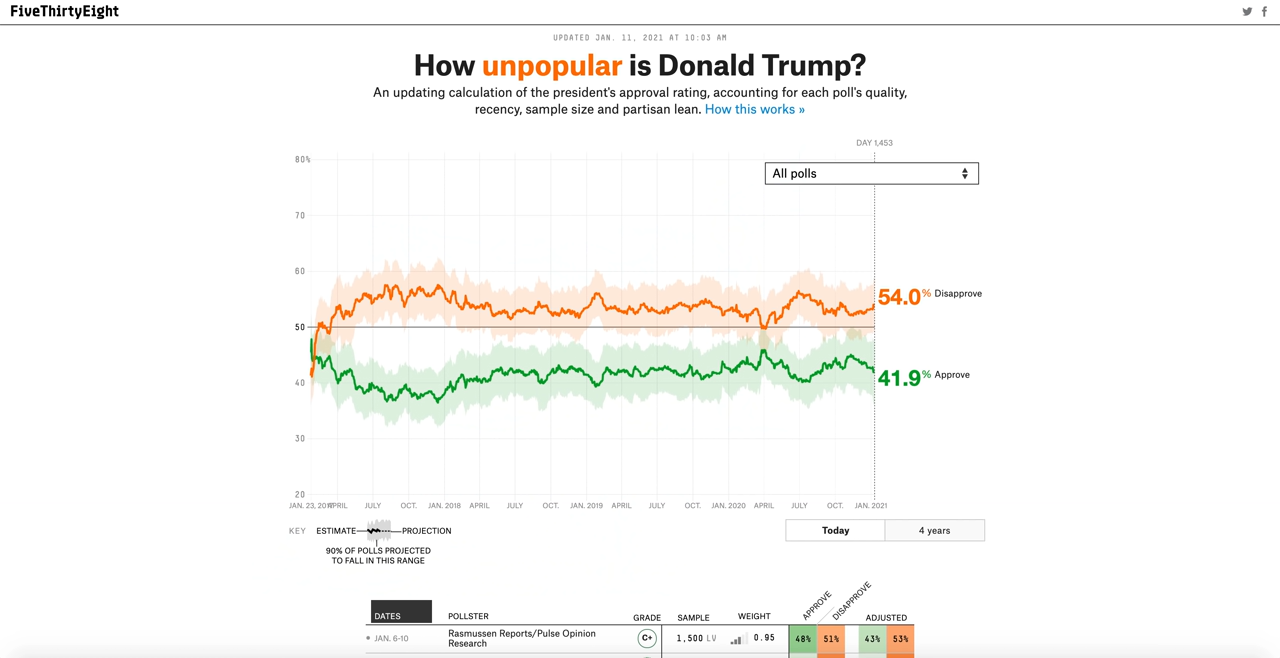 FiveThirtyEight
UPDATED JAN. 11, 2021 AT 10:03 AM
How unpopular is Donald Trump?
An updating calculation of the president's approval rating, accounting for each poll's quality,
recency, sample size and partisan lean. How this works »
DAY 1,453
All polls
80%
70
60
50
40
30
20
54.0% Disapprove
41.9% Approve
JAN. 23, 2017 APRIL JULY OCT. JAN. 2018 APRIL JULY OCT. JAN. 2019 APRIL JULY OCT. JAN. 2020 APRIL JULY OCT. JAN. 2021
KEY ESTIMATE PROJECTION
90% OF POLLS PROJECTED
TO FALL IN THIS RANGE
Today 4 years
DATES POLLSTER GRADE SAMPLE WEIGHT APPROVE DISAPPROVE ADJUSTED
• JAN. 6-10 Rasmussen Reports/Pulse Opinion
Research C+ 1,500 LV 0.95 48% 51% 43% 53%